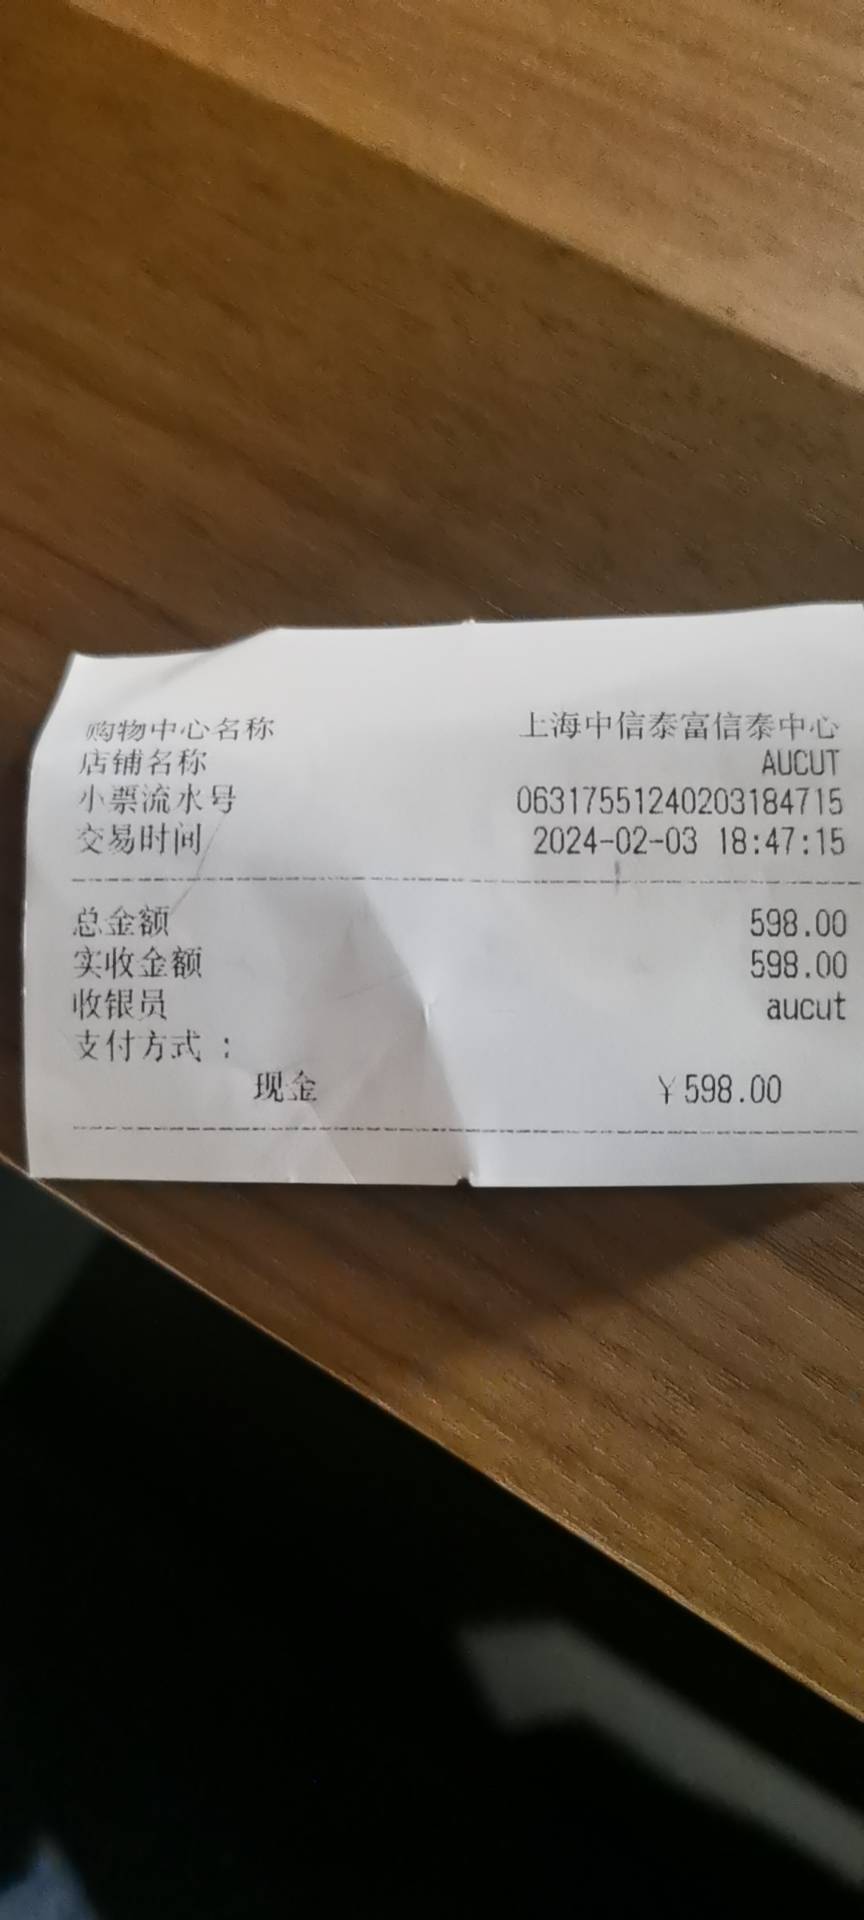 购物中心名称 上海中信泰富信泰中心
店铺名称 AUCUT
小票流水号 06317551240203184715
交易时间 2024-02-03 18:47:15
总金额 598.00
实收金额 598.00
收银员 aucut
支付方式：
现金 ￥598.00